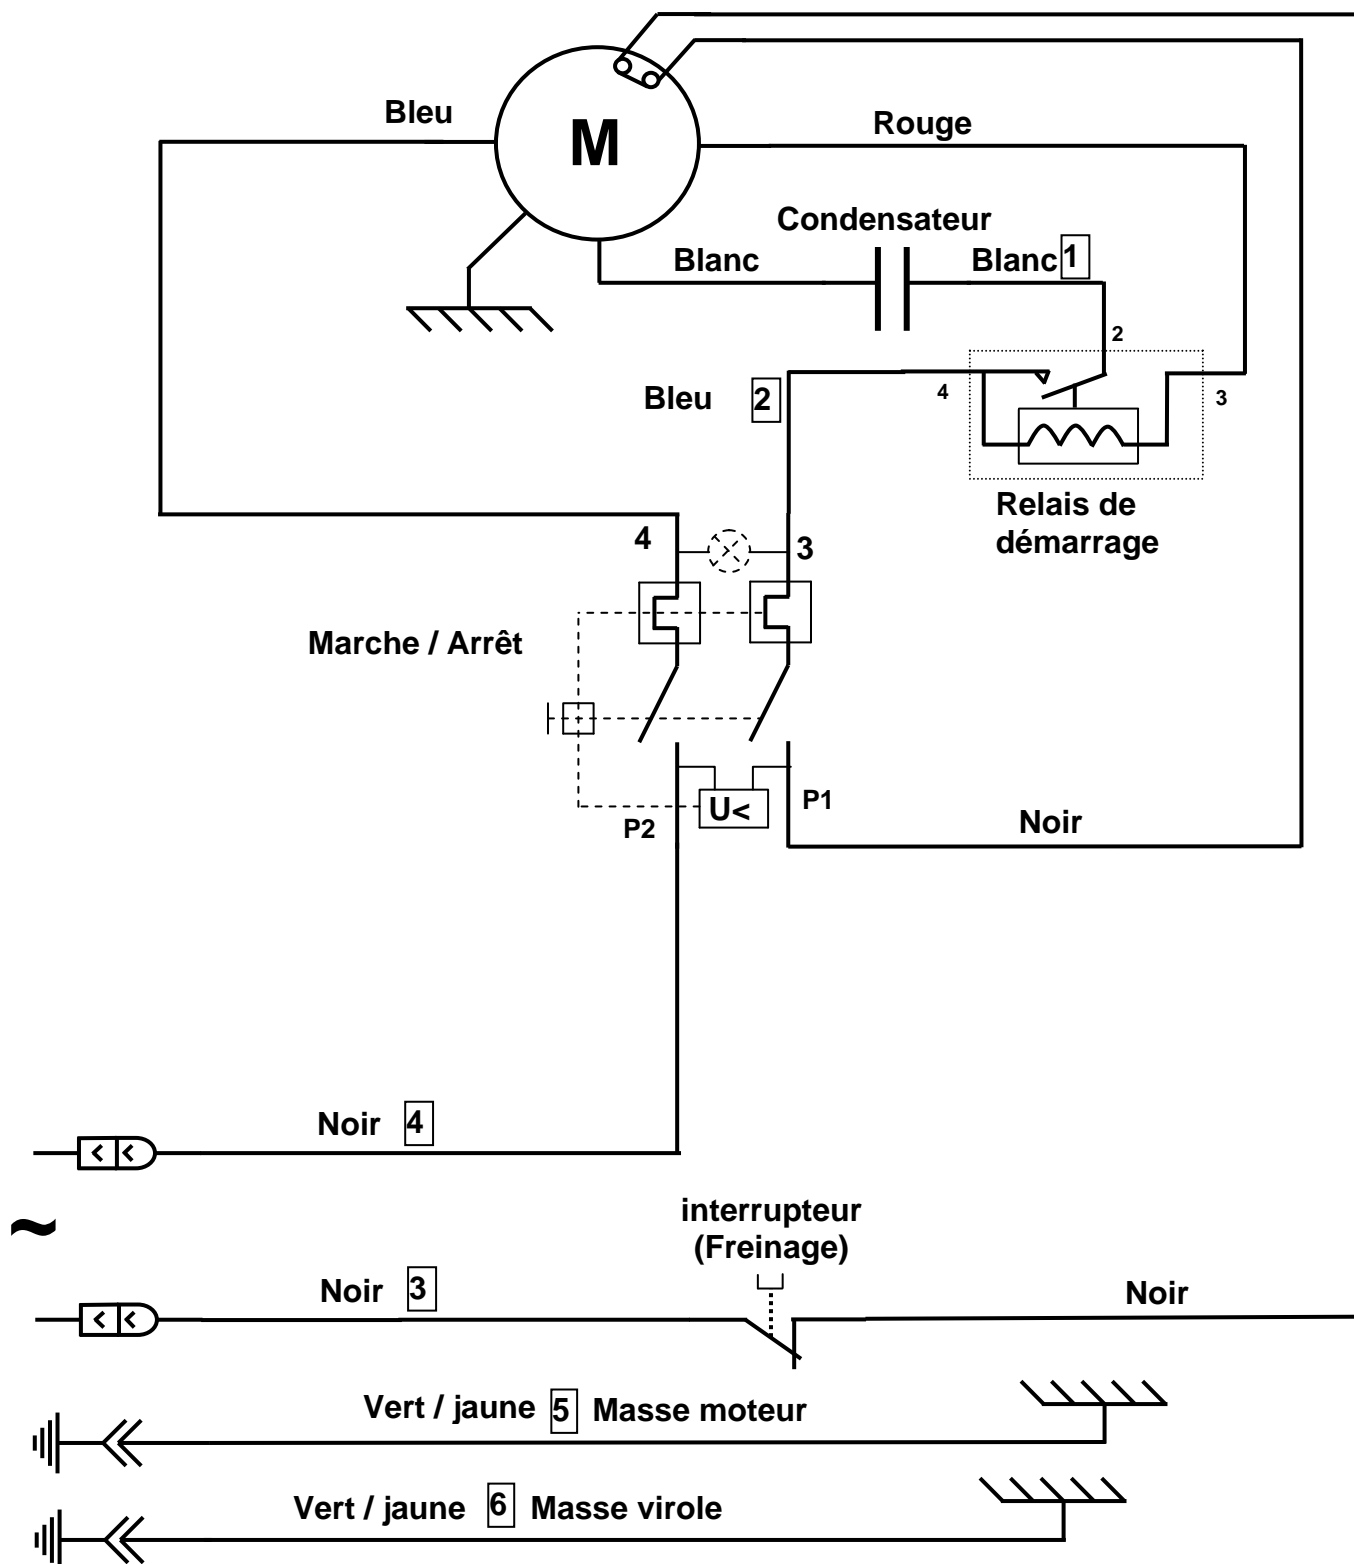 Bleu
M
Rouge
Condensateur
Blanc
Blanc 1
2
4
3
Bleu 2
Relais de
démarrage
4
3
Marche / Arrêt
U<
P1
P2
Noir
Noir 4
~
interrupteur
(Freinage)
Noir 3
Noir
Vert / jaune 5 Masse moteur
Vert / jaune 6 Masse virole